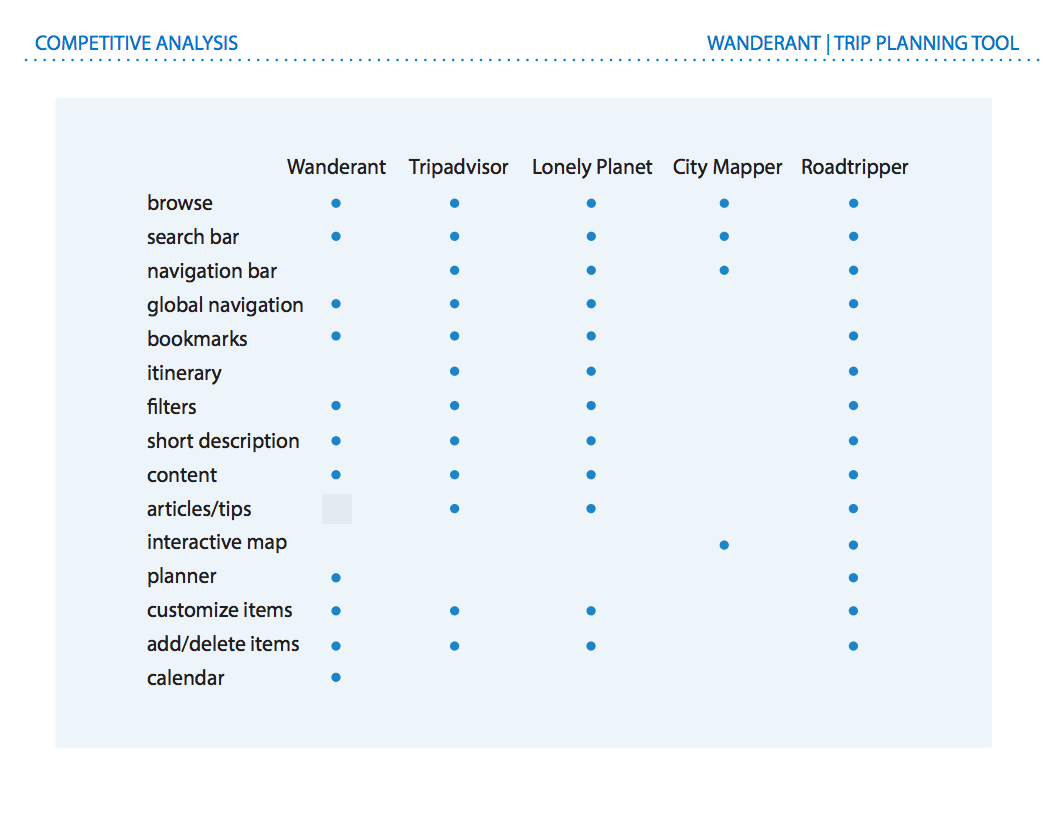 COMPETITIVE ANALYSIS
WANDERANT | TRIP PLANNING TOOL
Wanderant Tripadvisor Lonely Planet City Mapper Roadtripper
browse
search bar
navigation bar
global navigation
bookmarks
itinerary
filters
short description
content
articles/tips
interactive map
planner
customize items
add/delete items
calendar